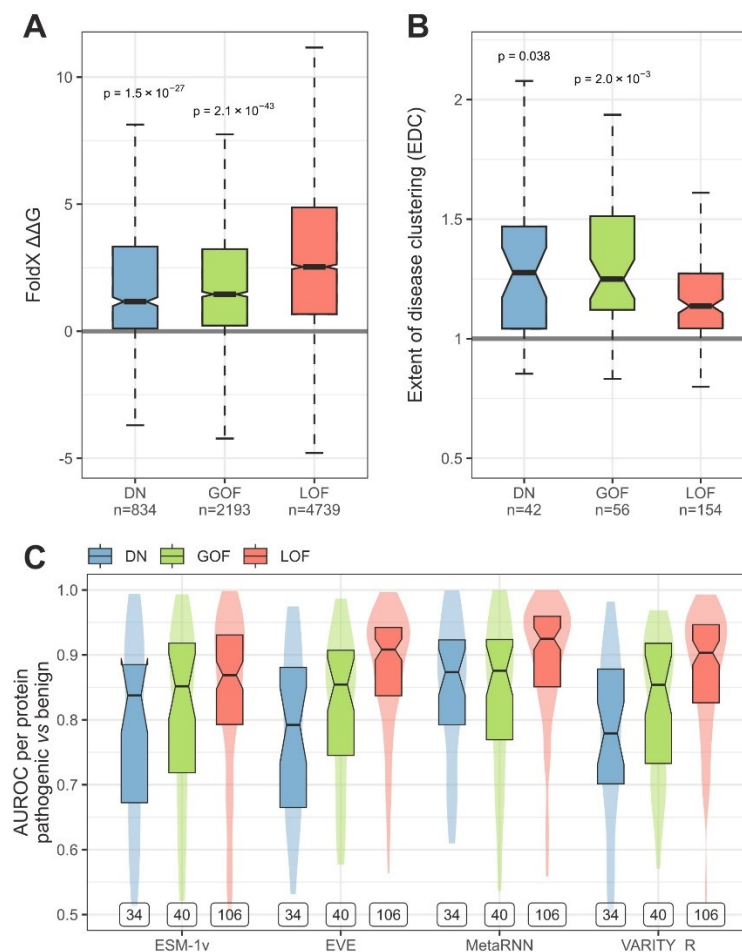 A
FoldX ΔΔG
10
5
0
-5
p = 1.5 × 10⁻²⁷
p = 2.1 × 10⁻⁴³
DN
n=834
GOF
n=2193
LOF
n=4739
B
Extent of disease clustering (EDC)
2
1.5
1
0.5
p = 0.038
p = 2.0 × 10⁻³
DN
n=42
GOF
n=56
LOF
n=154
C
DN GOF LOF
AUROC per protein
pathogenic vs benign
1.0
0.9
0.8
0.7
0.6
0.5
34 40 106 34 40 106 34 40 106 34 40 106
ESM-1v EVE MetaRNN VARITY_R